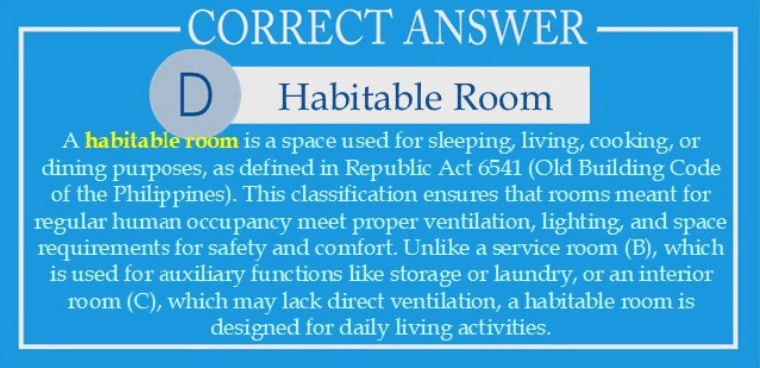 CORRECT ANSWER
D
Habitable Room
A habitable room is a space used for sleeping, living, cooking, or
dining purposes, as defined in Republic Act 6541 (Old Building Code
of the Philippines). This classification ensures that rooms meant for
regular human occupancy meet proper ventilation, lighting, and space
requirements for safety and comfort. Unlike a service room (B), which
is used for auxiliary functions like storage or laundry, or an interior
room (C), which may lack direct ventilation, a habitable room is
designed for daily living activities.